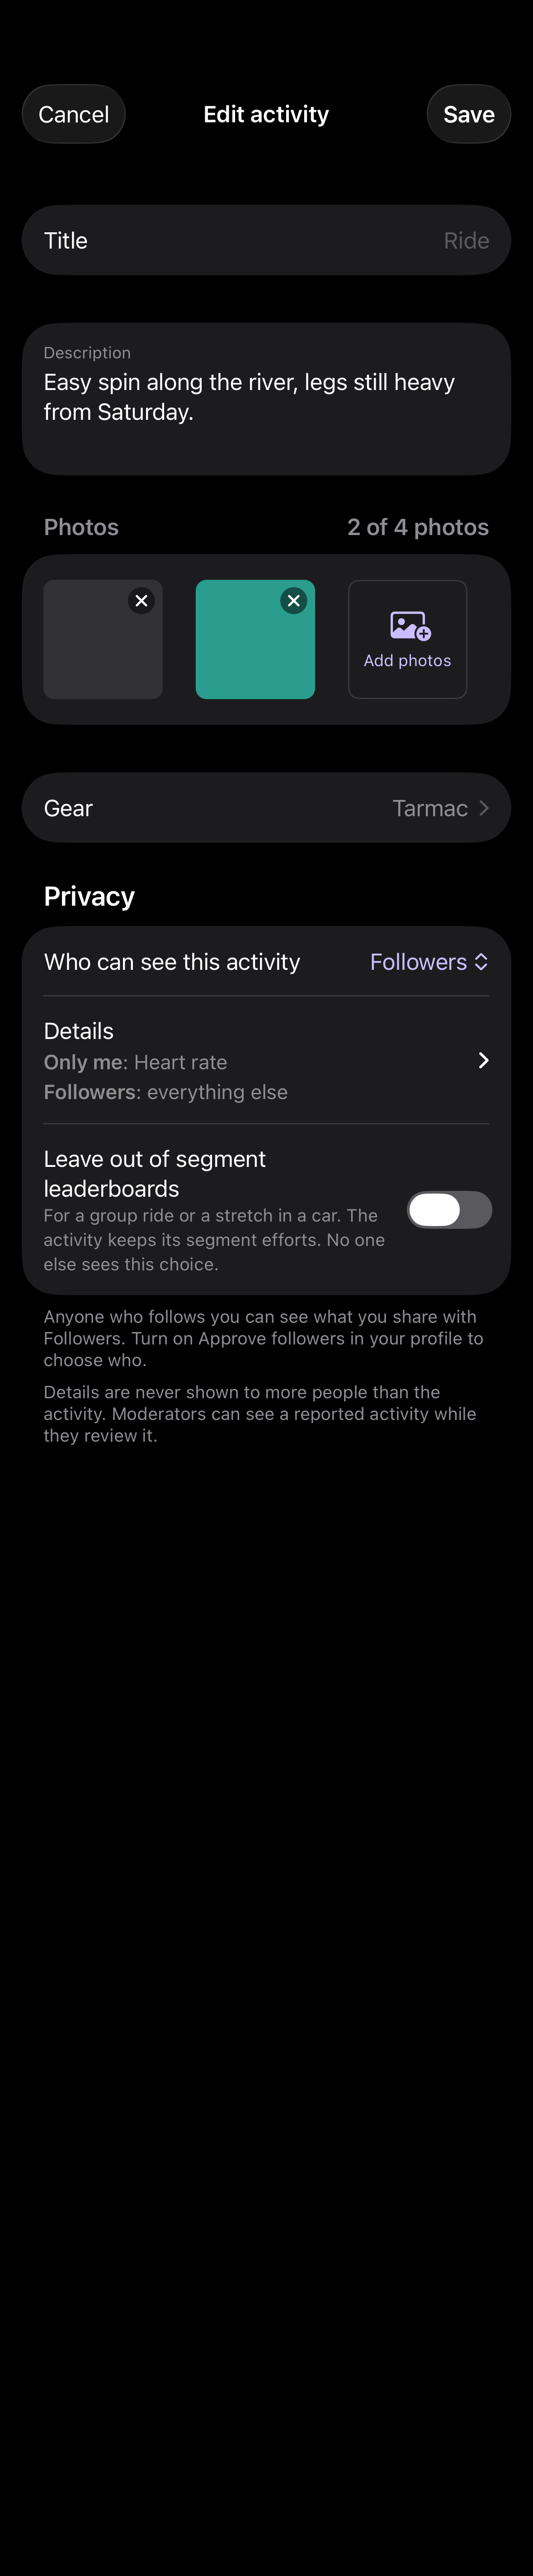 Cancel
Edit activity
Save
Title
Ride
Description
Easy spin along the river, legs still heavy
from Saturday.
Photos
2 of 4 photos
Add photos
Gear
Tarmac
Privacy
Who can see this activity
Followers
Details
Only me: Heart rate
Followers: everything else
Leave out of segment
leaderboards
For a group ride or a stretch in a car. The
activity keeps its segment efforts. No one
else sees this choice.
Anyone who follows you can see what you share with
Followers. Turn on Approve followers in your profile to
choose who.
Details are never shown to more people than the
activity. Moderators can see a reported activity while
they review it.